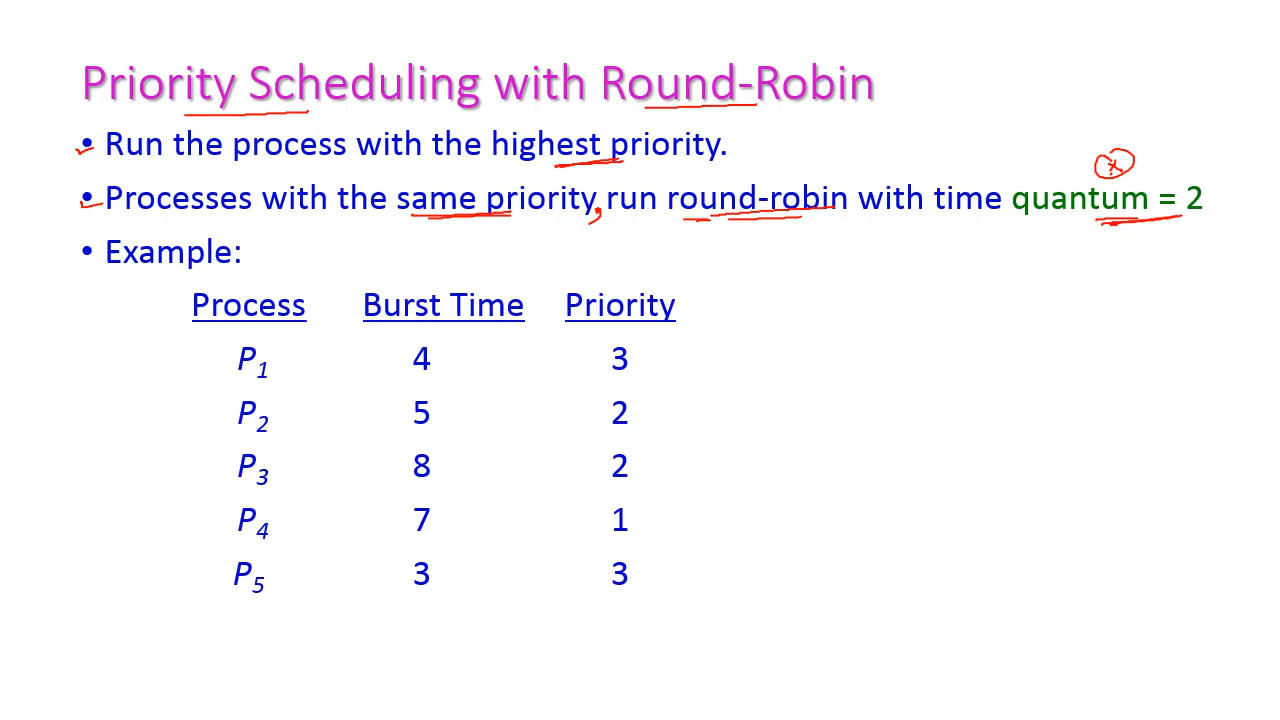 Priority Scheduling with Round-Robin
• Run the process with the highest priority.
• Processes with the same priority, run round-robin with time quantum = 2
• Example:
Process Burst Time Priority
P1 4 3
P2 5 2
P3 8 2
P4 7 1
P5 3 3